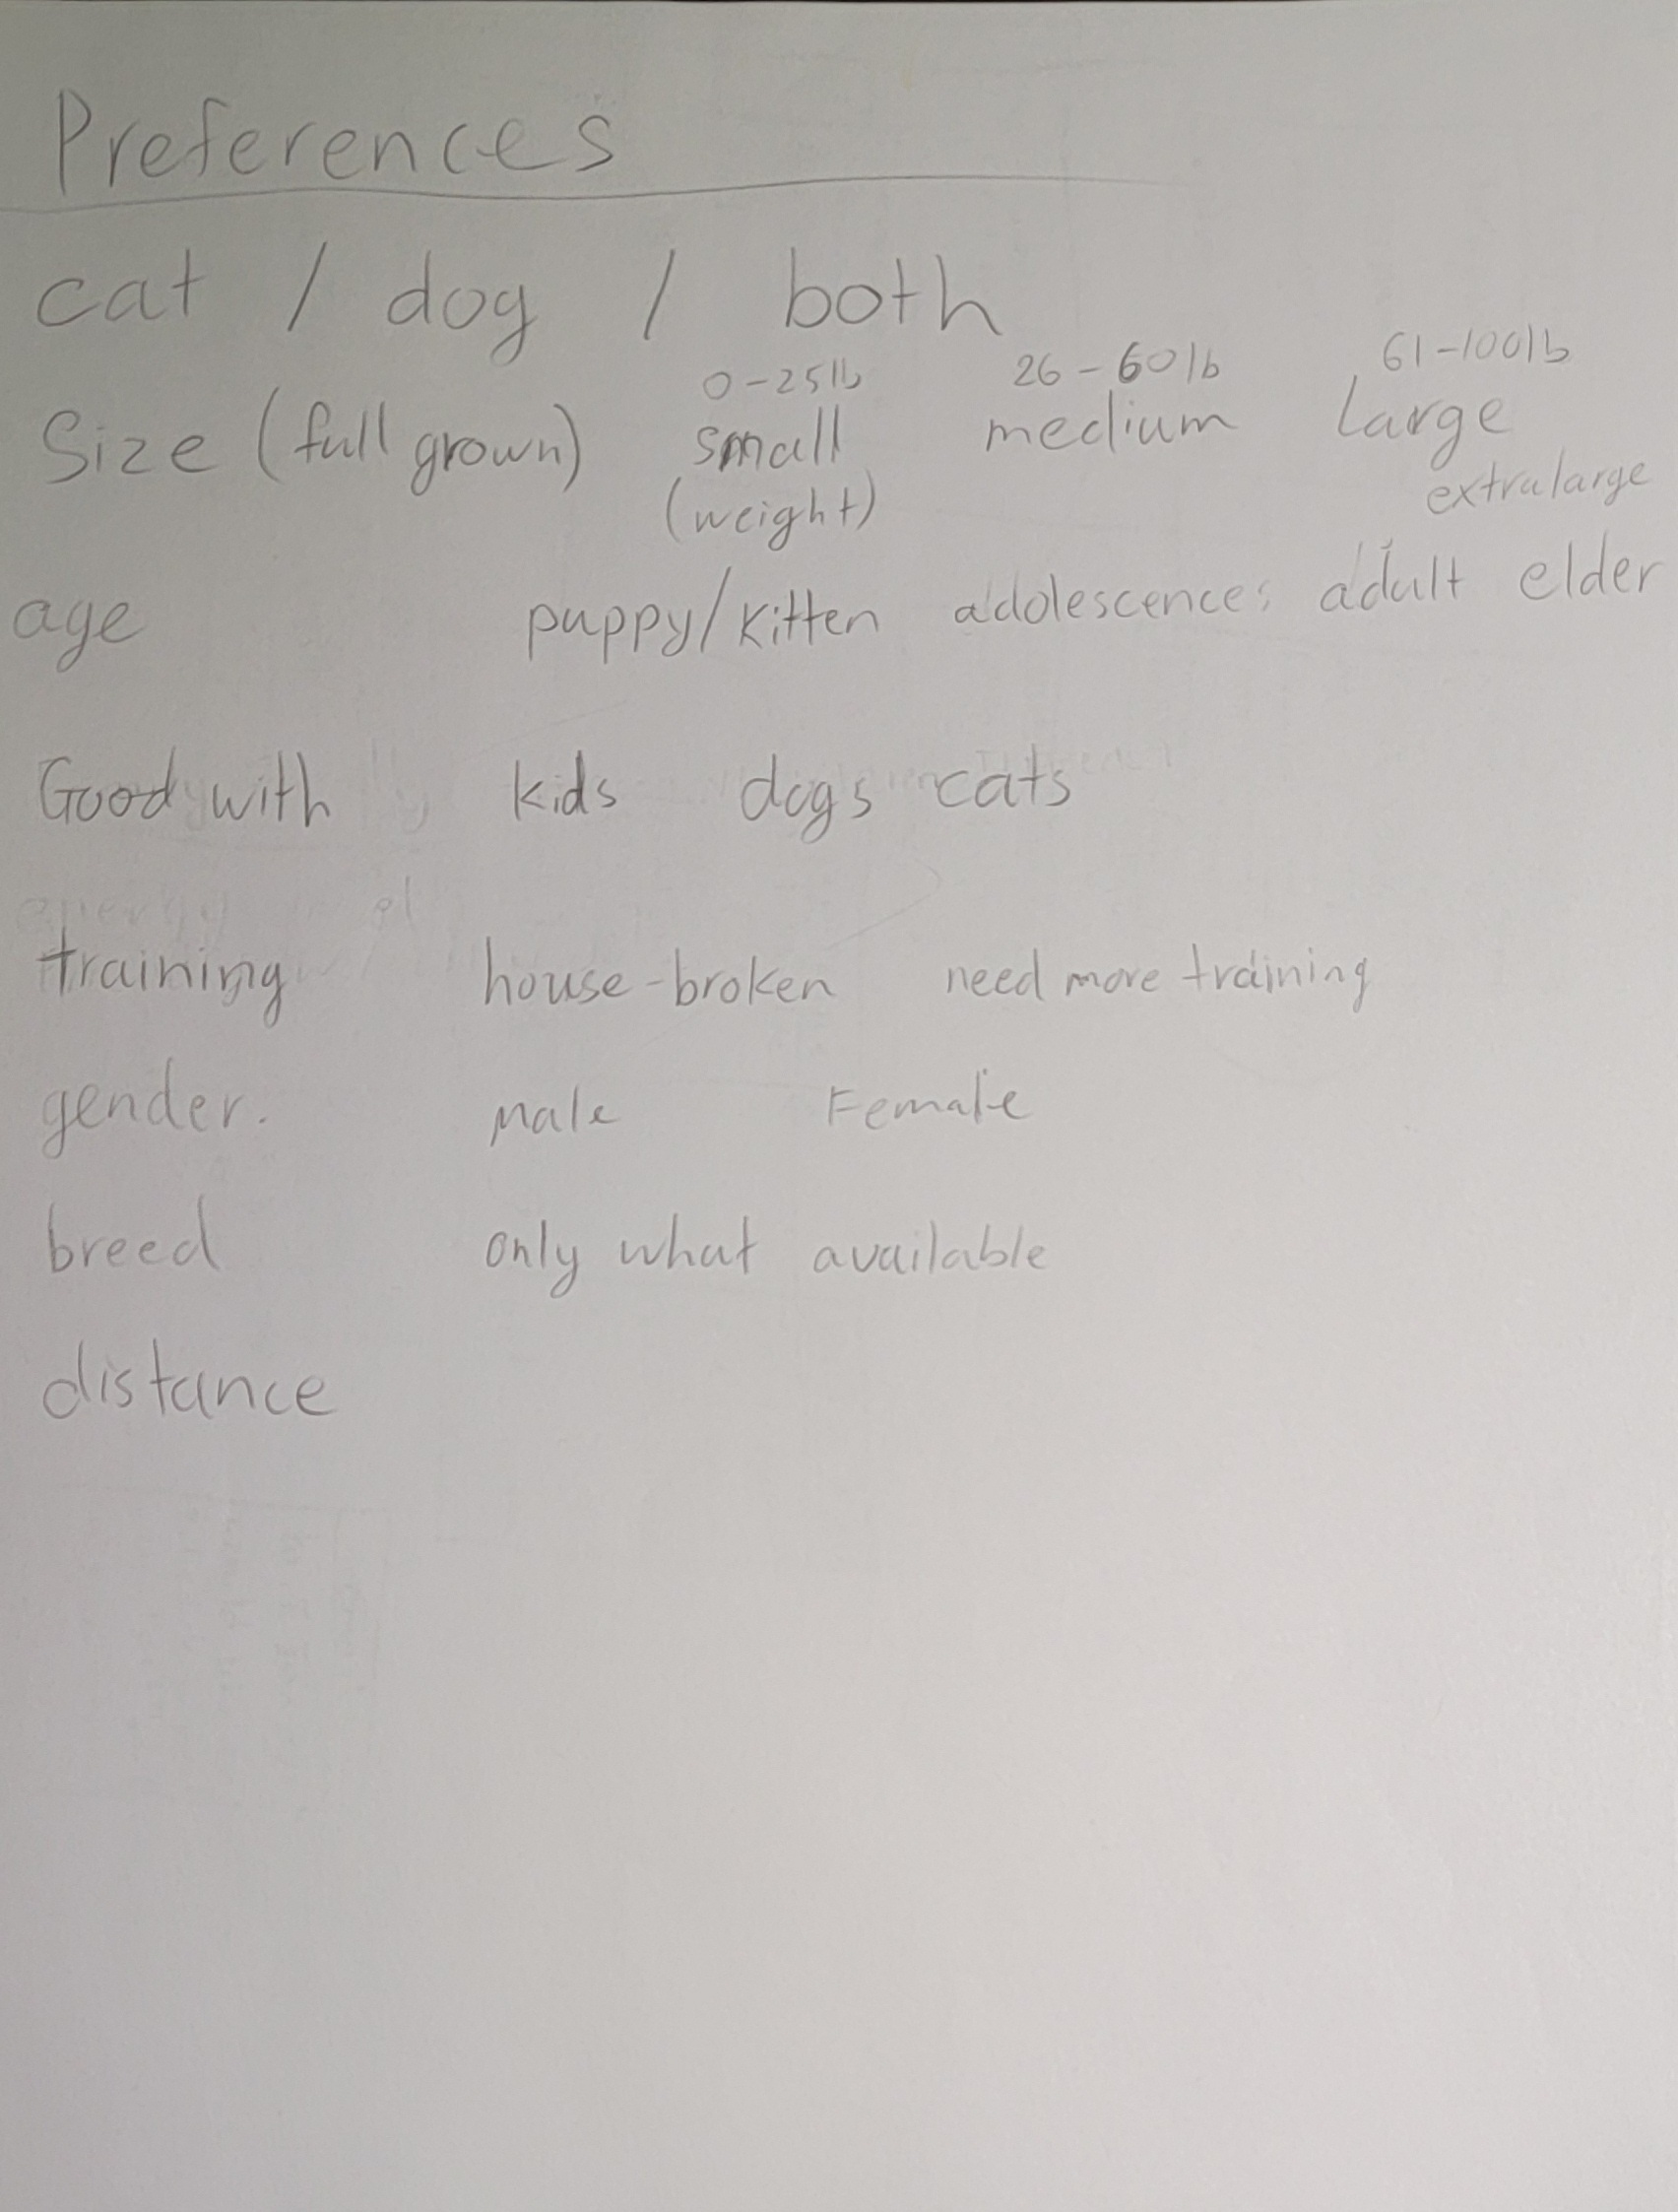 Preferences
cat / dog / both
0-25lb 26-60lb 61-100lb
Size (full grown) small medium Large
(weight) extralarge
age puppy/kitten adolescences adult elder
Good with kids dogs cats
energy
training house-broken need more training
gender. male Female
breed only what available
distance